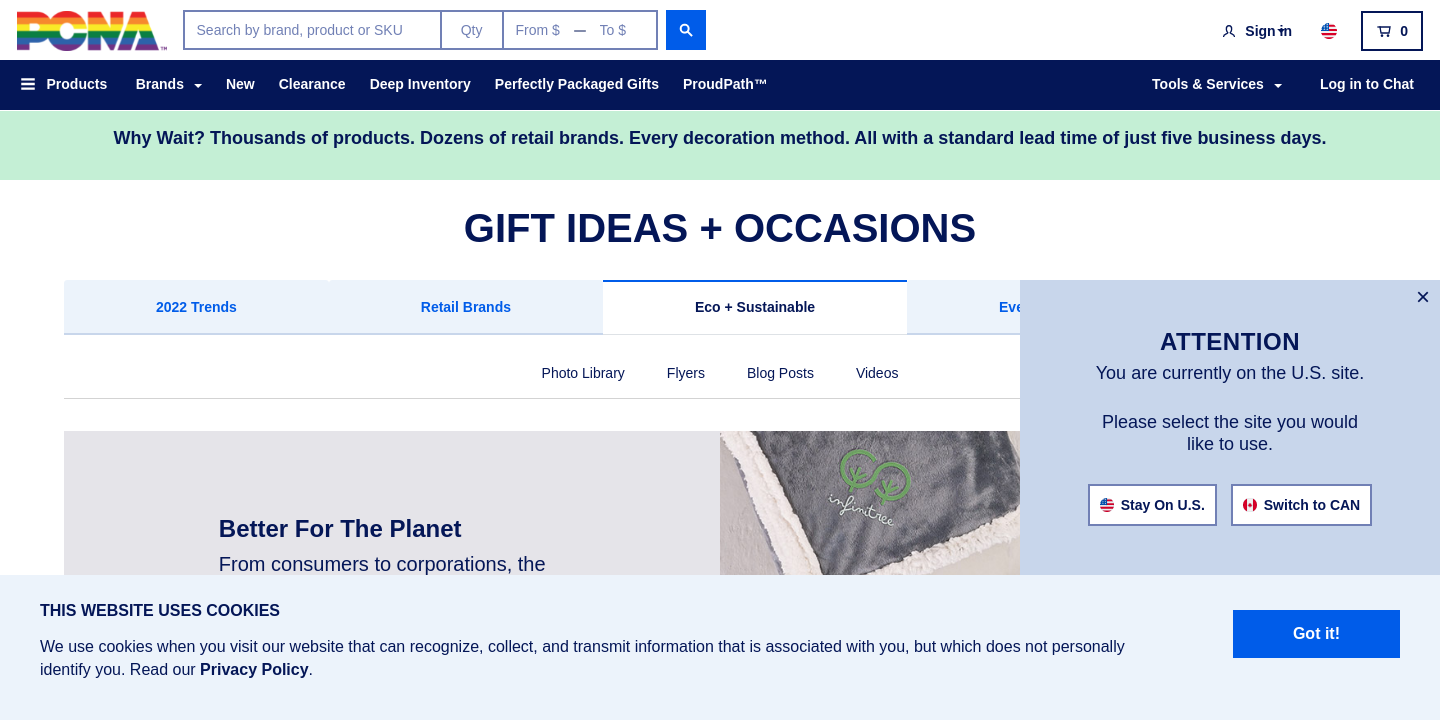 PCNA™
Search by brand, product or SKU
Qty
From $ — To $
Sign in
0
Products
Brands
New
Clearance
Deep Inventory
Perfectly Packaged Gifts
ProudPath™
Tools & Services
Log in to Chat
Why Wait? Thousands of products. Dozens of retail brands. Every decoration method. All with a standard lead time of just five business days.
GIFT IDEAS + OCCASIONS
2022 Trends
Retail Brands
Eco + Sustainable
Photo Library
Flyers
Blog Posts
Videos
×
ATTENTION
You are currently on the U.S. site.
Please select the site you would
like to use.
Stay On U.S.
Switch to CAN
infinitree
Better For The Planet
From consumers to corporations, the
THIS WEBSITE USES COOKIES
We use cookies when you visit our website that can recognize, collect, and transmit information that is associated with you, but which does not personally
identify you. Read our Privacy Policy.
Got it!